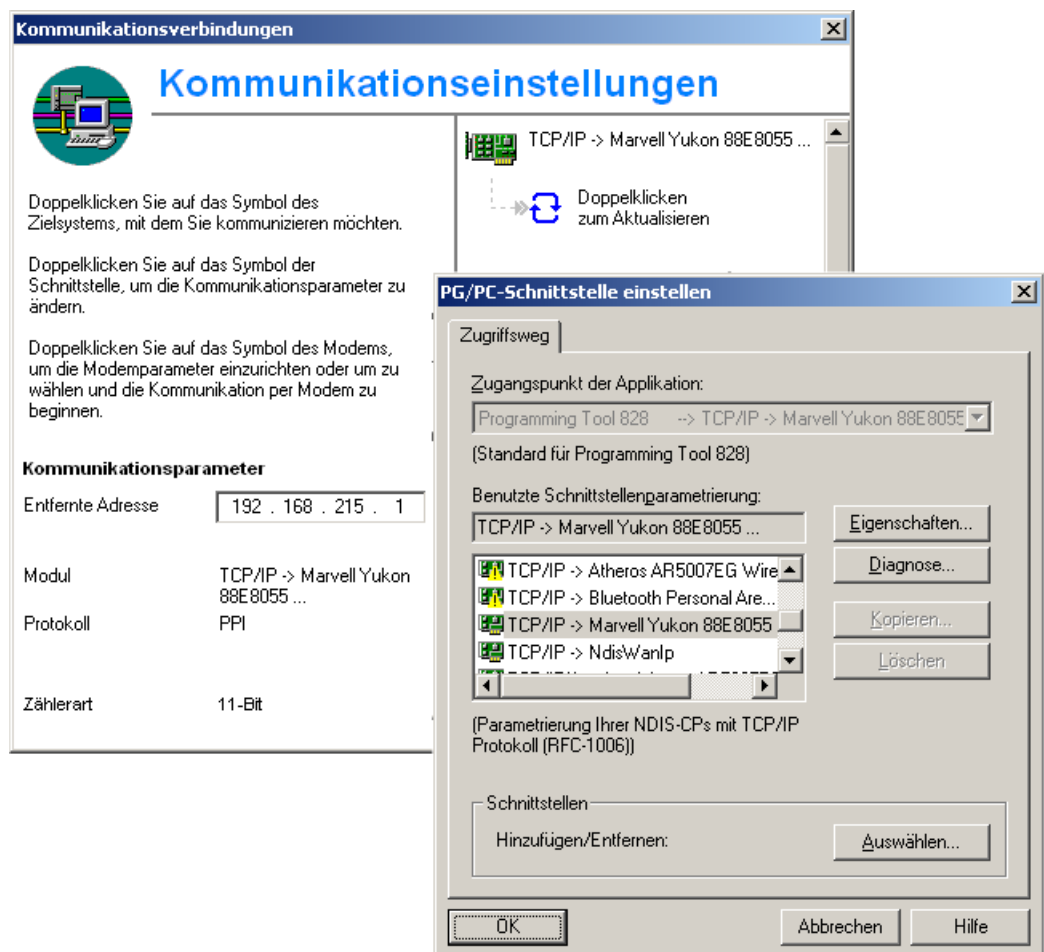 Kommunikationsverbindungen
Kommunikationseinstellungen
TCP/IP -> Marvell Yukon 88E8055 ...
Doppelklicken
zum Aktualisieren
Doppelklicken Sie auf das Symbol des
Zielsystems, mit dem Sie kommunizieren möchten.
Doppelklicken Sie auf das Symbol der
Schnittstelle, um die Kommunikationsparameter zu
ändern.
Doppelklicken Sie auf das Symbol des Modems,
um die Modemparameter einzurichten oder um zu
wählen und die Kommunikation per Modem zu
beginnen.
Kommunikationsparameter
Entfernte Adresse
192 . 168 . 215 . 1
Modul
TCP/IP -> Marvell Yukon
88E8055 ...
Protokoll
PPI
Zählerart
11-Bit
PG/PC-Schnittstelle einstellen
Zugriffsweg
Zugangspunkt der Applikation:
Programming Tool 828 --> TCP/IP -> Marvell Yukon 88E8055
(Standard für Programming Tool 828)
Benutzte Schnittstellenparametrierung:
TCP/IP -> Marvell Yukon 88E8055 ...
Eigenschaften...
TCP/IP -> Atheros AR5007EG Wire
TCP/IP -> Bluetooth Personal Are...
TCP/IP -> Marvell Yukon 88E8055
TCP/IP -> NdisWanIp
Diagnose...
Kopieren...
Löschen
(Parametrierung Ihrer NDIS-CPs mit TCP/IP
Protokoll (RFC-1006))
Schnittstellen
Hinzufügen/Entfernen:
Auswählen...
OK
Abbrechen
Hilfe